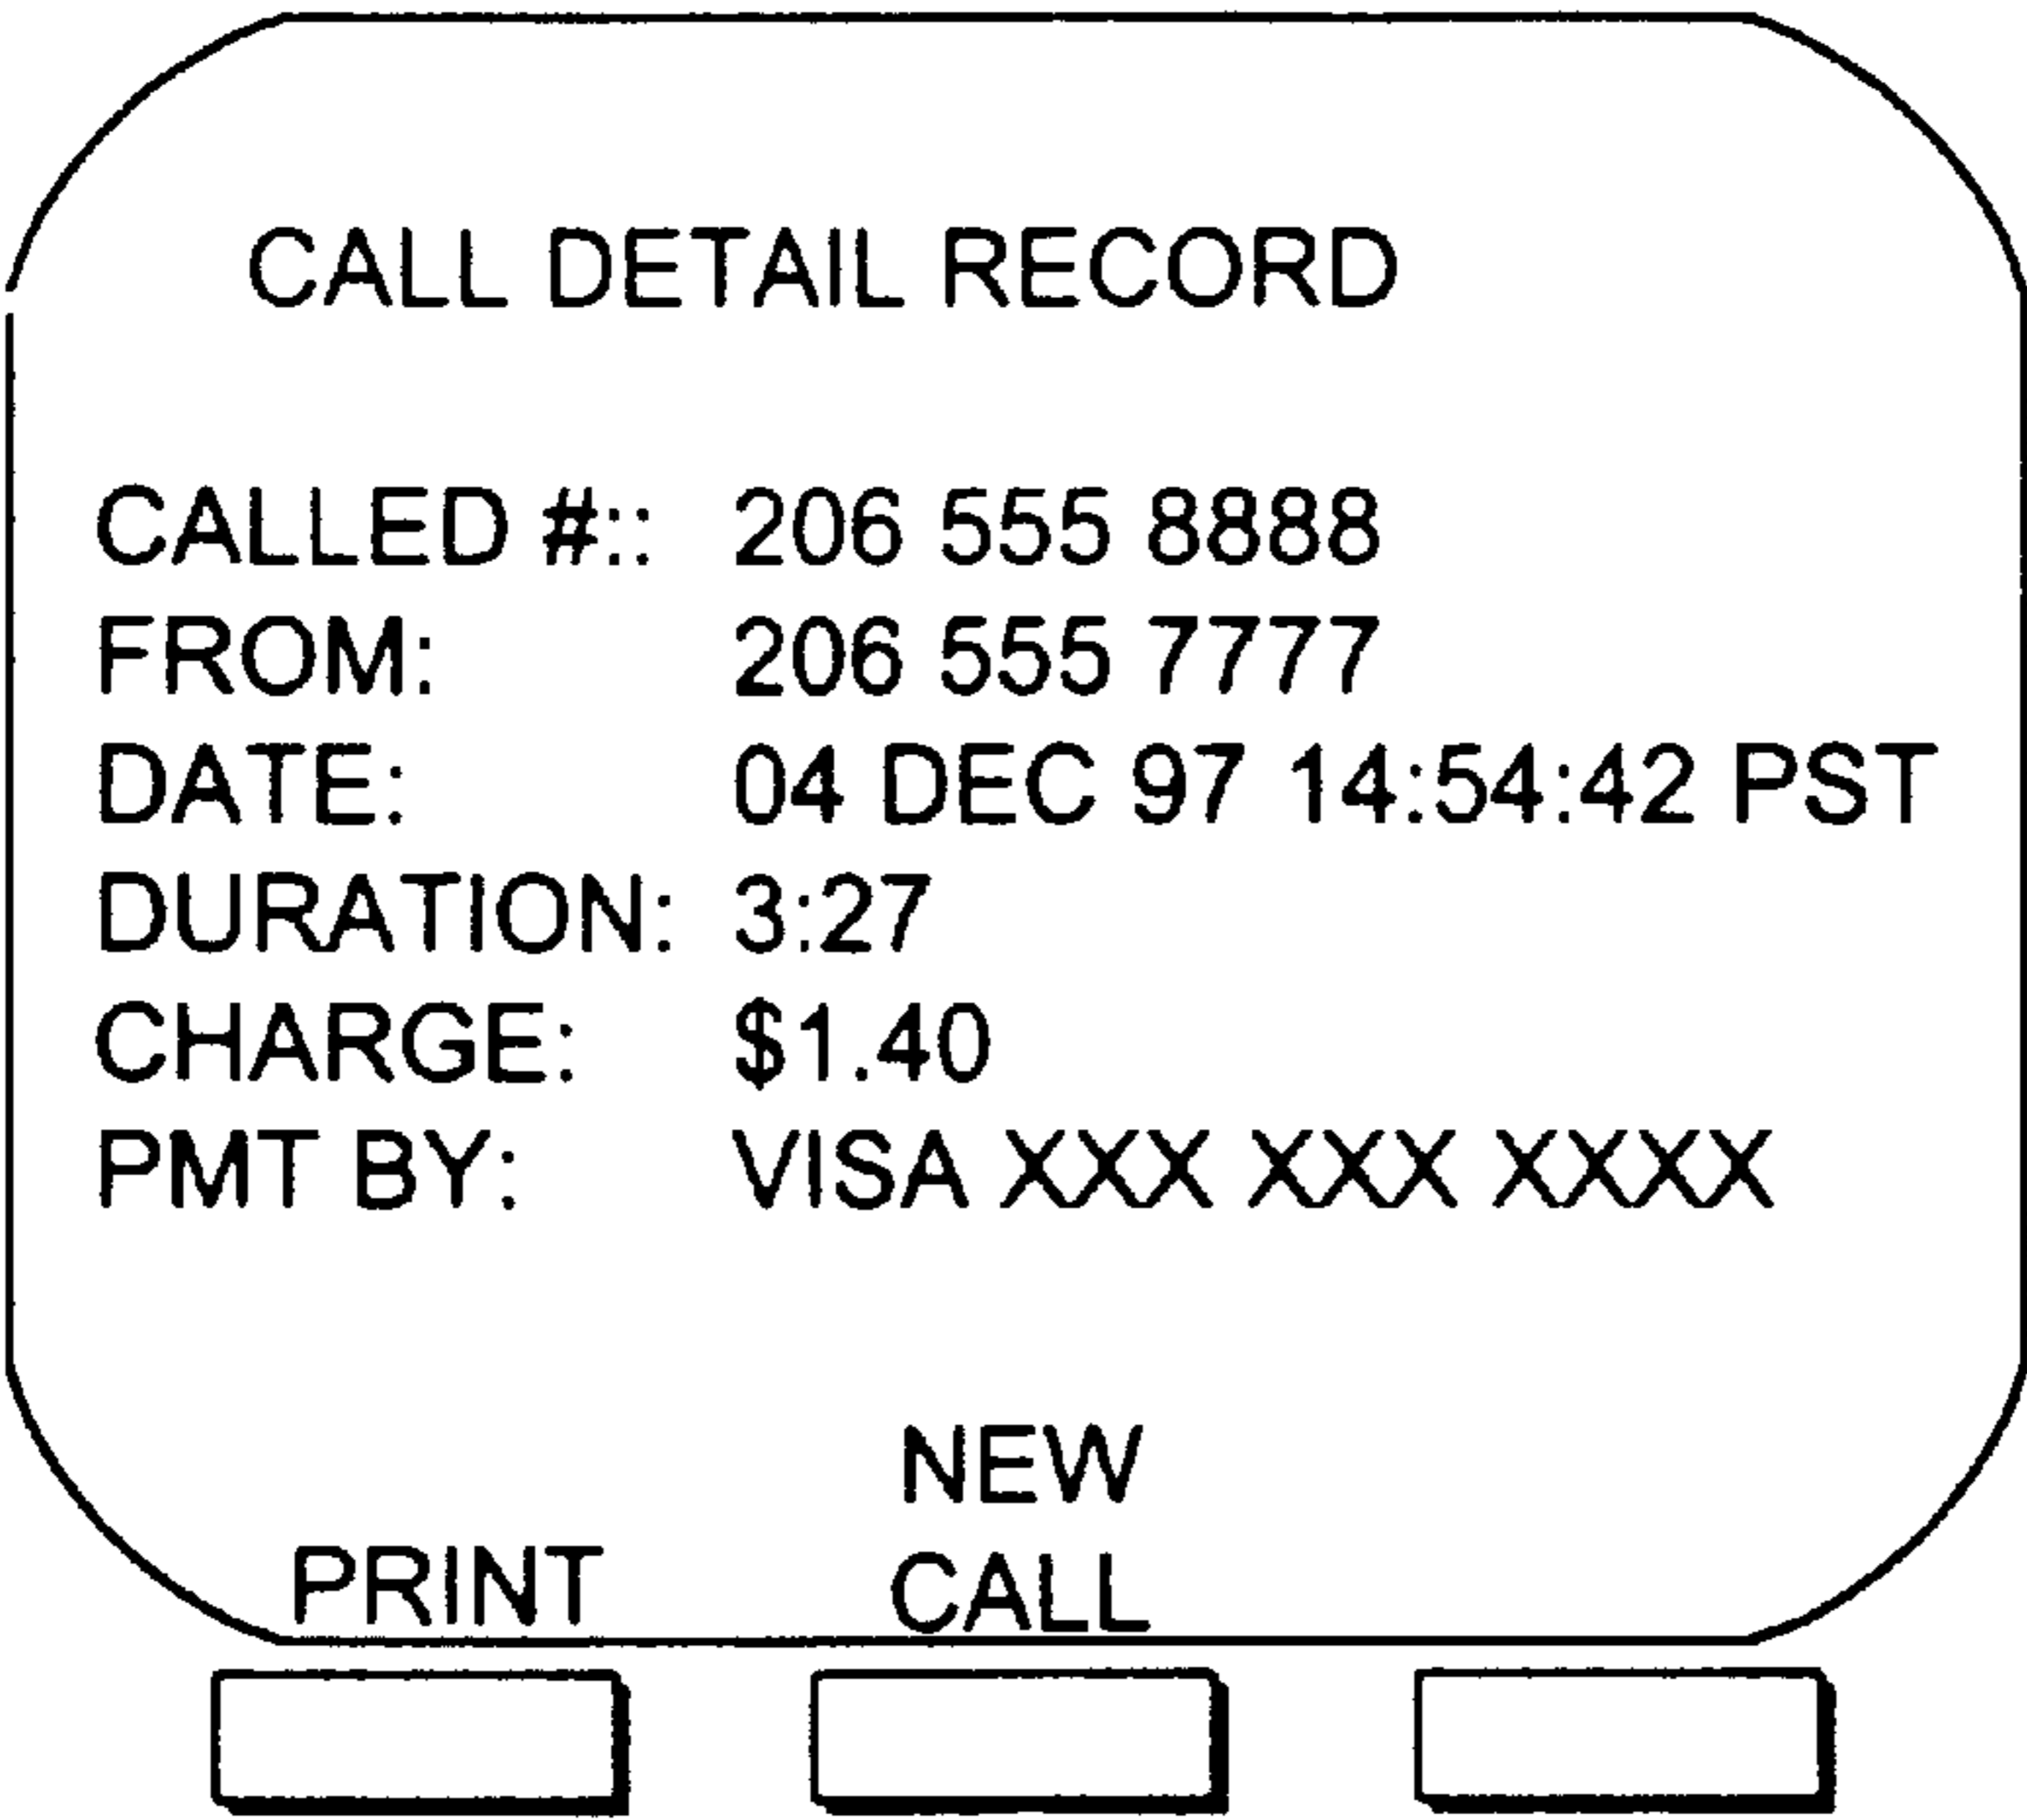 CALL DETAIL RECORD
CALLED #:: 206 555 8888
FROM: 206 555 7777
DATE: 04 DEC 97 14:54:42 PST
DURATION: 3:27
CHARGE: $1.40
PMT BY: VISA XXX XXX XXXX
NEW
PRINT CALL